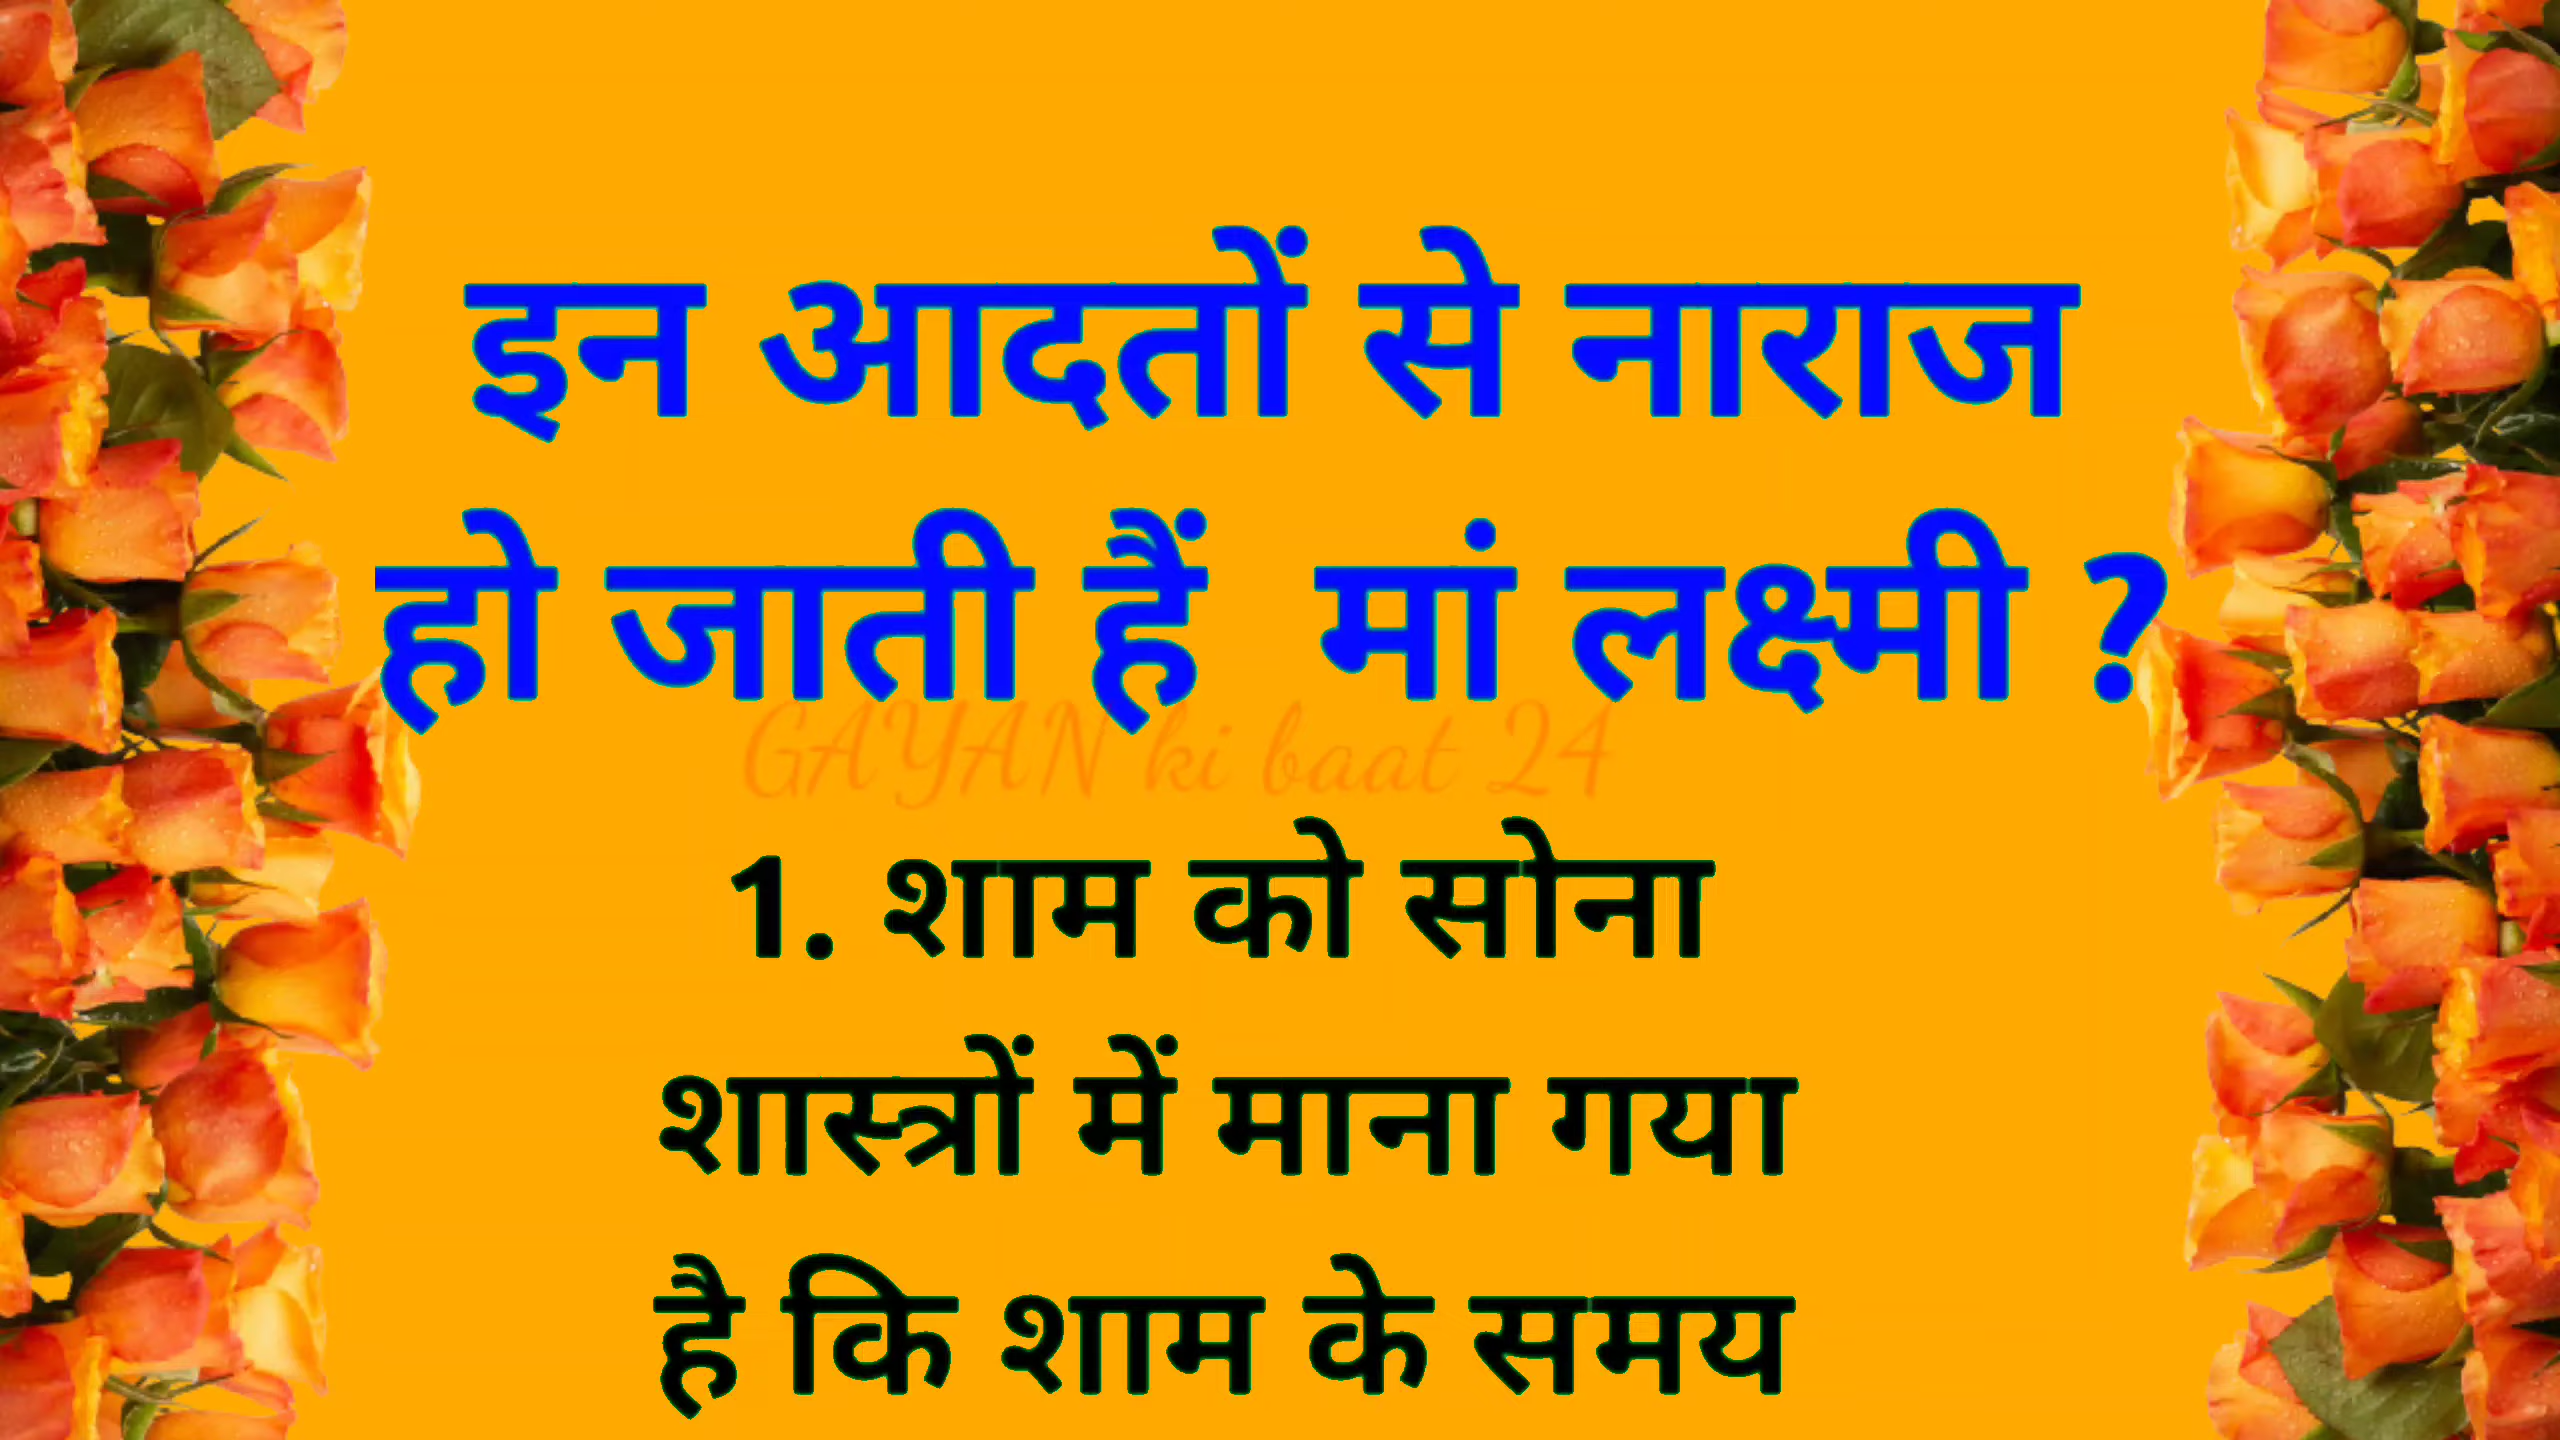 इन आदतों से नाराज
हो जाती हैं मां लक्ष्मी ?
GAYAN ki baat 24
1. शाम को सोना
शास्त्रों में माना गया
है कि शाम के समय